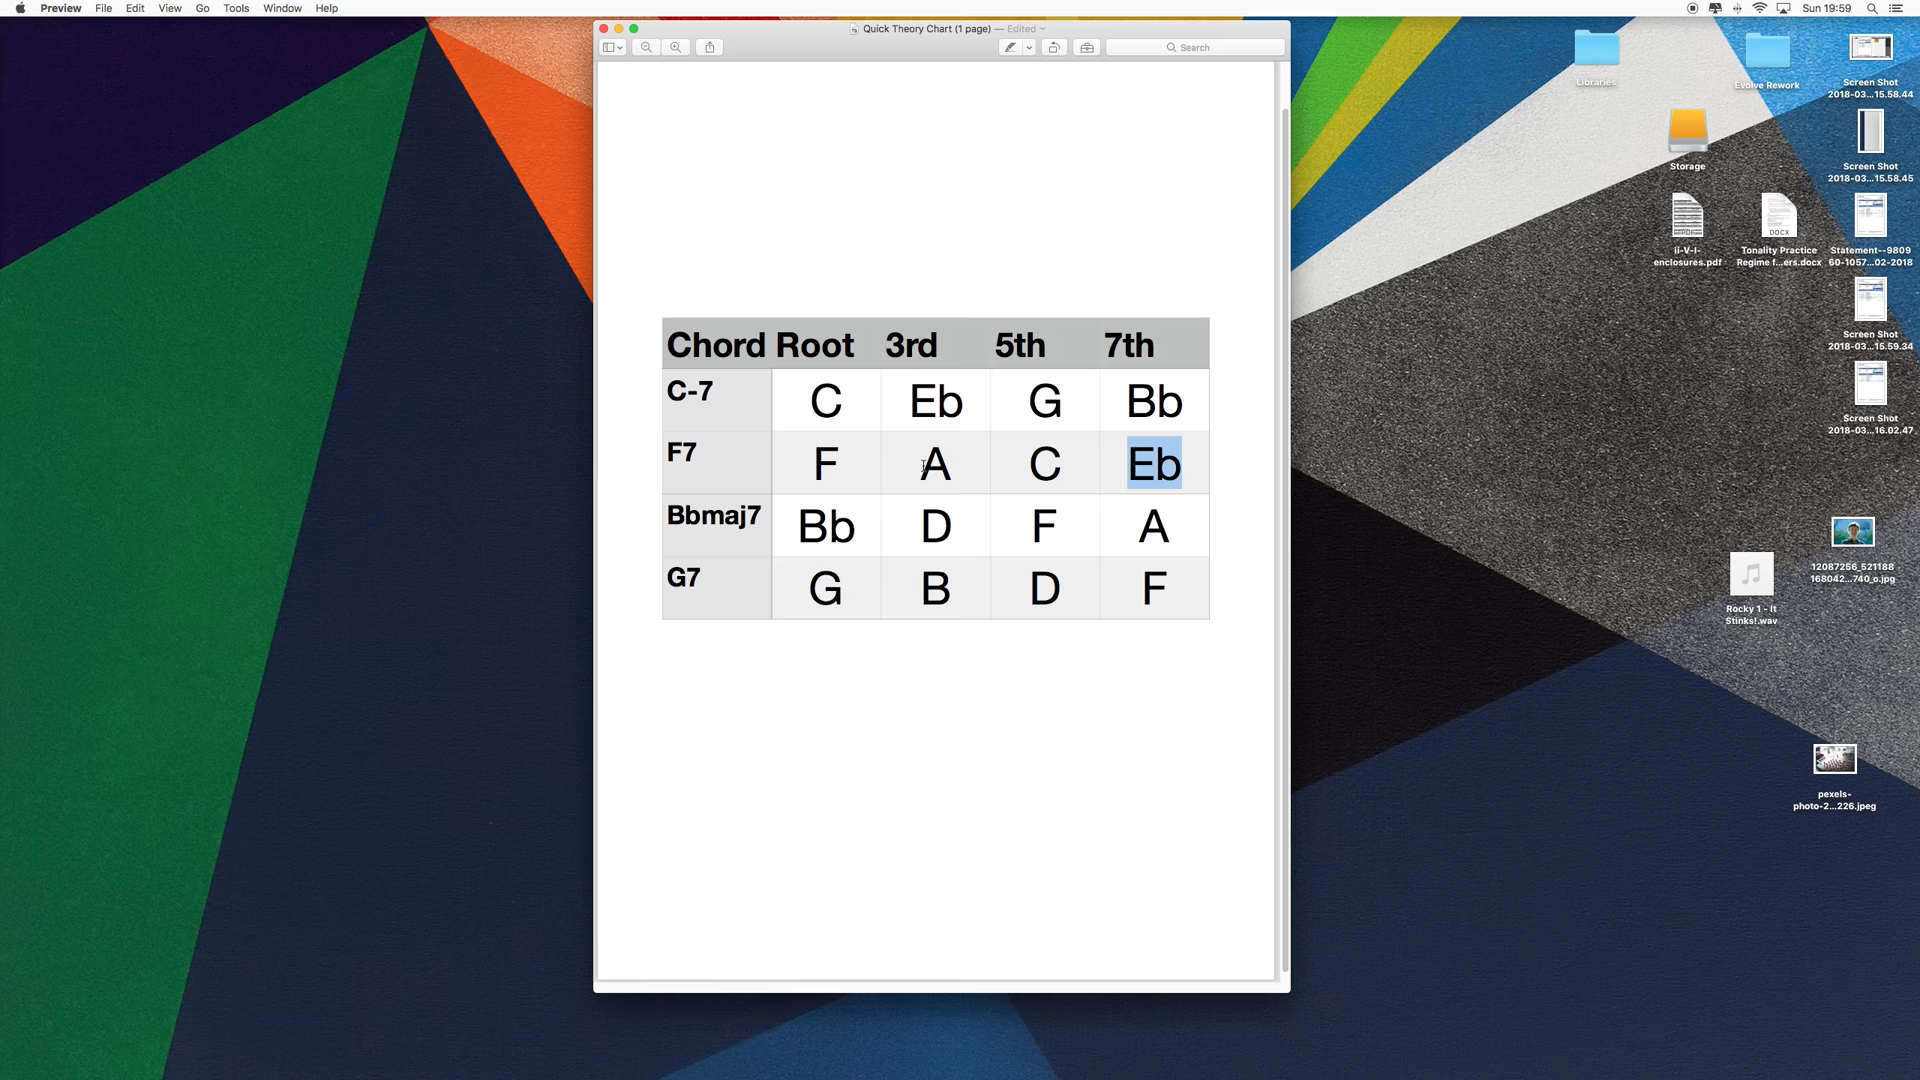 Preview File Edit View Go Tools Window Help
Sun 19:59
Quick Theory Chart (1 page) — Edited
Search
Chord Root 3rd 5th 7th
C-7 C Eb G Bb
F7 F A C Eb
Bbmaj7 Bb D F A
G7 G B D F
Libraries
Evolve Rework
Screen Shot
2018-03...15.58.44
Storage
Screen Shot
2018-03...15.58.45
ii-V-I-
enclosures.pdf
DOCX
Tonality Practice
Regime f...ers.docx
Statement--9809
60-1057...02-2018
Screen Shot
2018-03...15.59.34
Screen Shot
2018-03...16.02.47
12087256_521188
168042...740_o.jpg
Rocky 1 - It
Stinks!.wav
pexels-
photo-2...226.jpeg